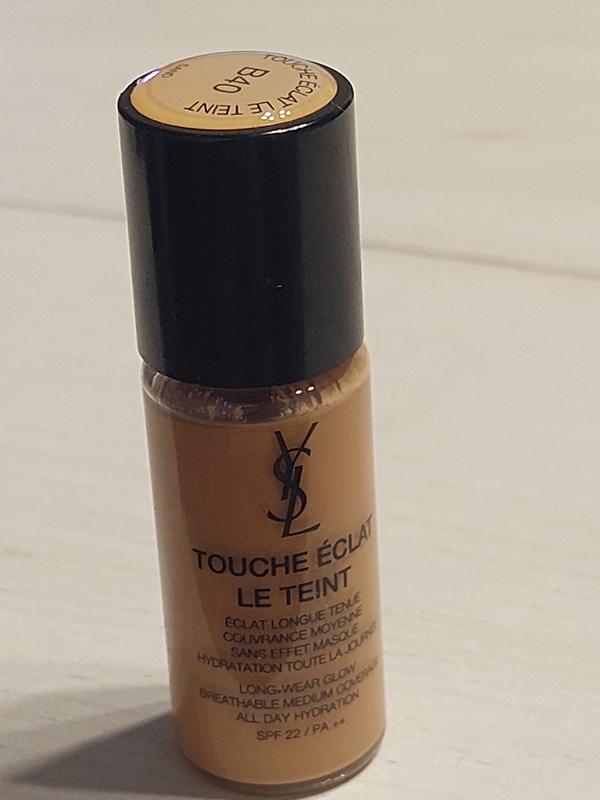 TOUCHE ÉCLAT LE TEINT
B40
SAND
YSL
TOUCHE ÉCLAT
LE TEINT
ÉCLAT LONGUE TENUE
COUVRANCE MOYENNE
SANS EFFET MASQUE
HYDRATATION TOUTE LA JOURNÉE
LONG-WEAR GLOW
BREATHABLE MEDIUM COVERAGE
ALL DAY HYDRATION
SPF 22 / PA ++